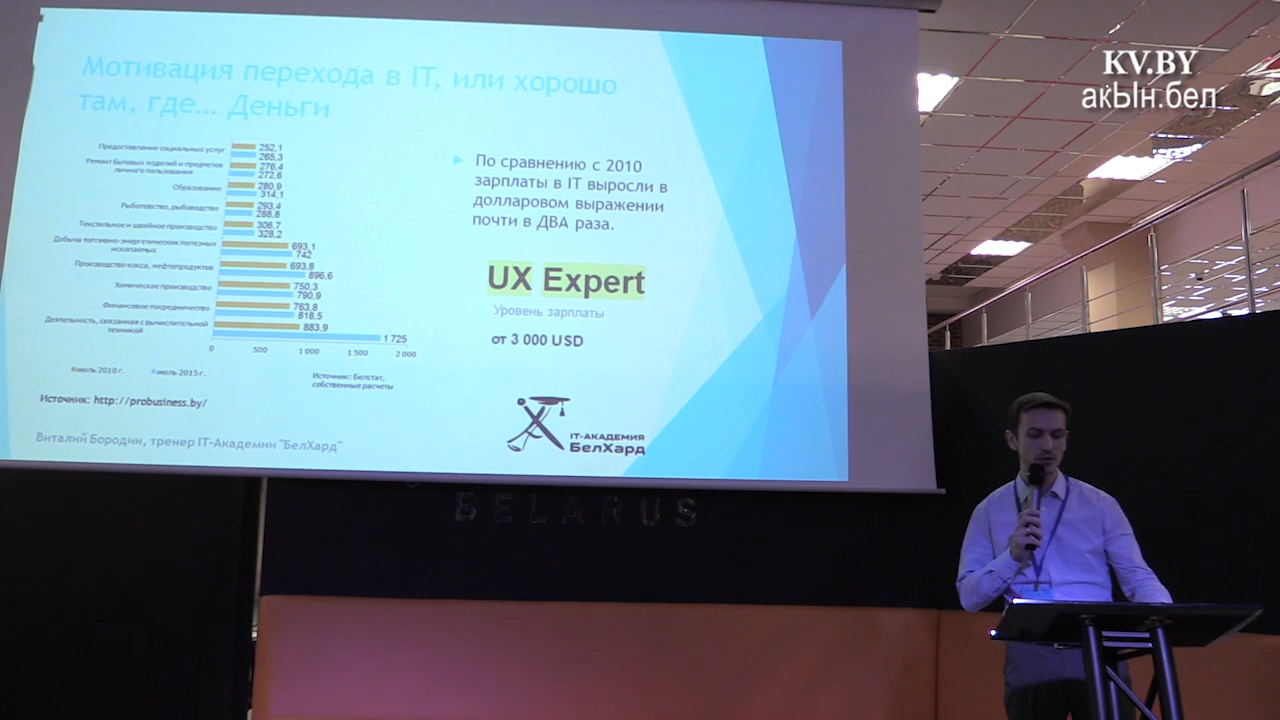 KV.BY
акЫн.бел
Мотивация перехода в IT, или хорошо
там, где... Деньги
Предоставление социальных услуг
252,1
265,3
Ремонт бытовых изделий и предметов
личного пользования
276,4
272,6
Образование
280,9
314,1
Рыболовство, рыбоводство
293,4
288,8
Текстильное и швейное производство
306,7
328,2
Добыча топливно-энергетических полезных
ископаемых
693,1
742
Производство кокса, нефтепродуктов
693,8
896,6
Химическое производство
750,3
790,9
Финансовое посредничество
763,8
818,5
Деятельность, связанная с вычислительной
техникой
883,9
1 725
0 500 1 000 1 500 2 000
июль 2010 г. июль 2015 г.
Источник: Белстат,
собственные расчеты
Источник: http://probusiness.by/
Виталий Бородин, тренер IT-Академии "БелХард"
По сравнению с 2010
зарплаты в IT выросли в
долларовом выражении
почти в ДВА раза.
UX Expert
Уровень зарплаты
от 3 000 USD
IT-АКАДЕМИЯ
БелХард
BELARUS